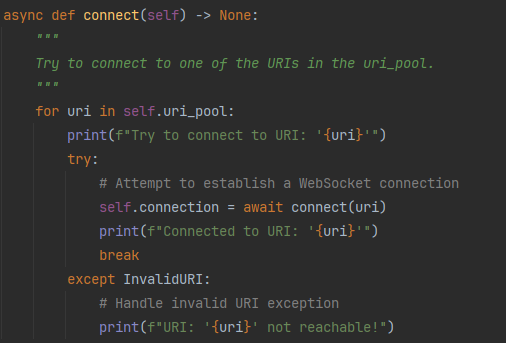 async def connect(self) -> None:
    """
    Try to connect to one of the URIs in the uri_pool.
    """
    for uri in self.uri_pool:
        print(f"Try to connect to URI: '{uri}'")
        try:
            # Attempt to establish a WebSocket connection
            self.connection = await connect(uri)
            print(f"Connected to URI: '{uri}'")
            break
        except InvalidURI:
            # Handle invalid URI exception
            print(f"URI: '{uri}' not reachable!")